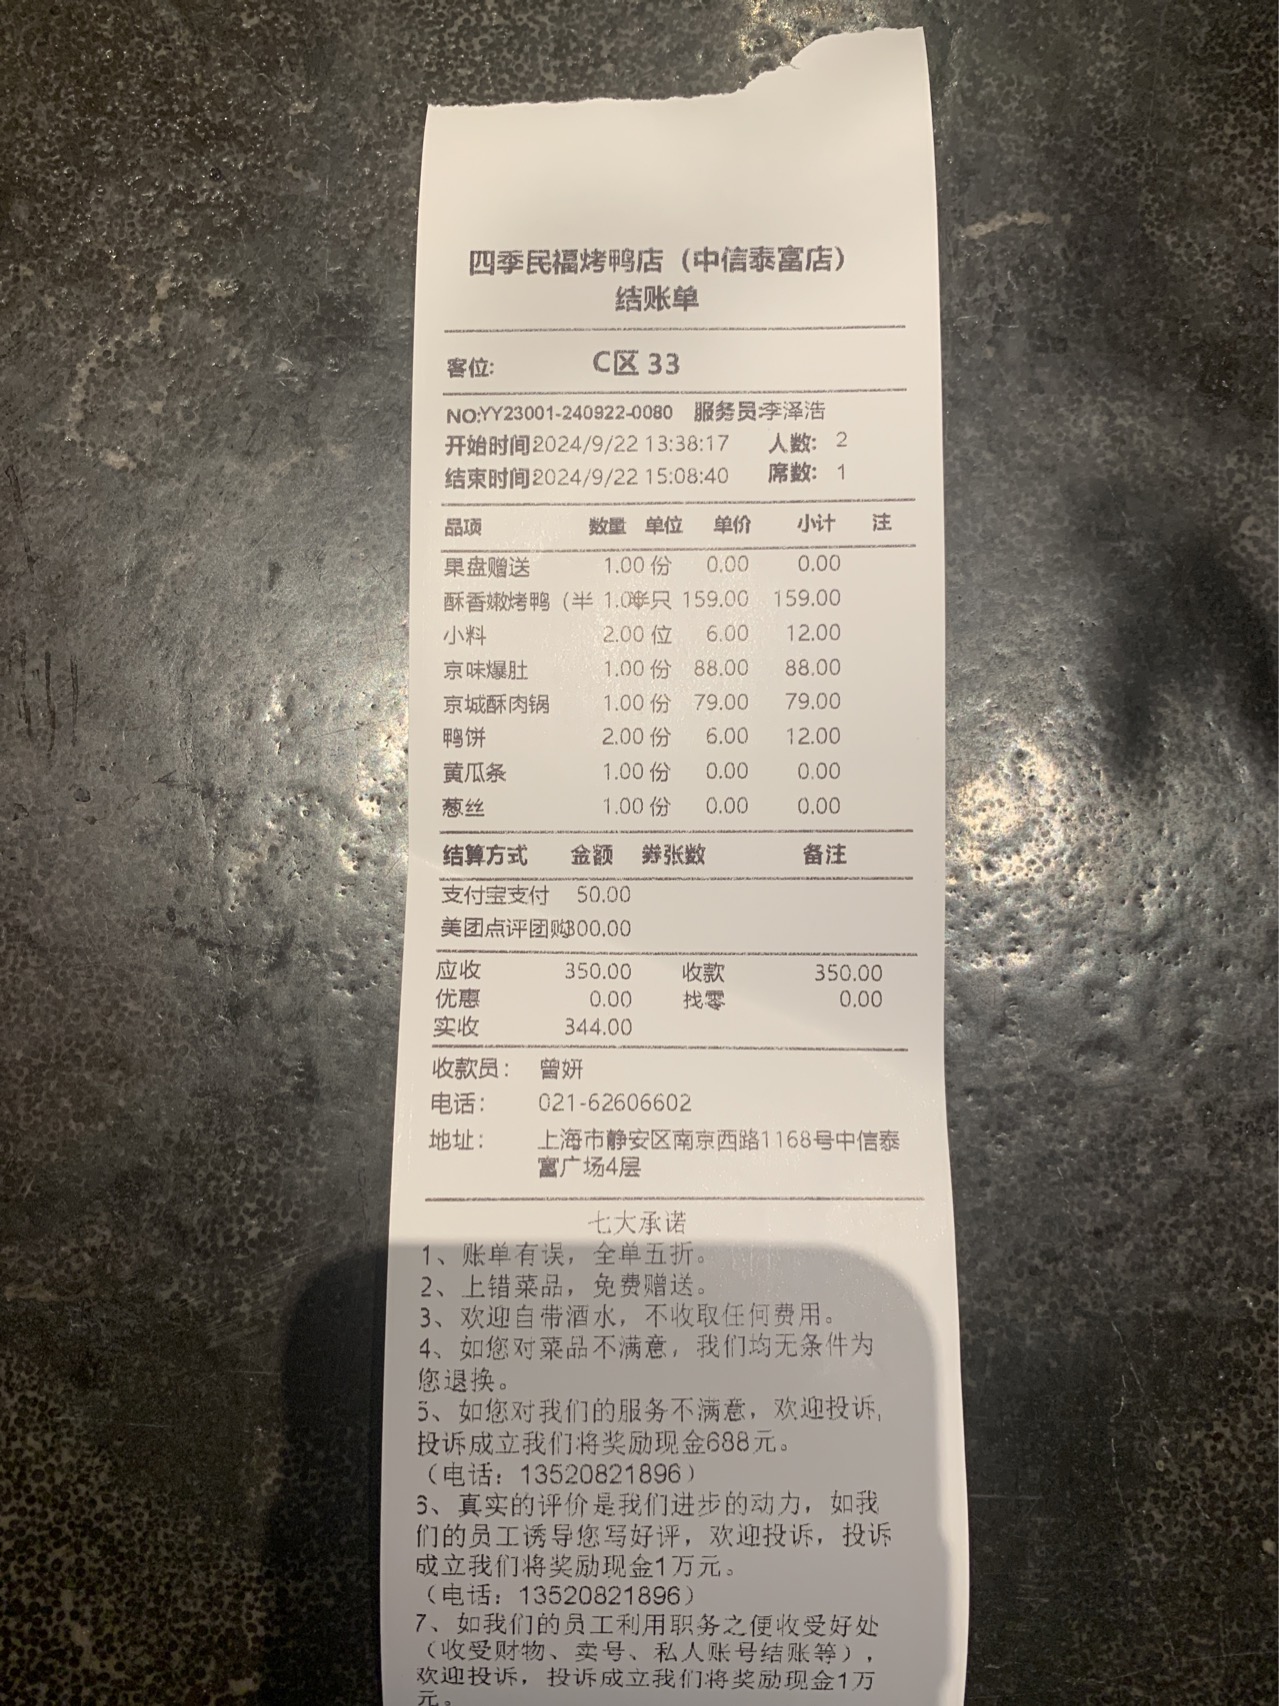 四季民福烤鸭店（中信泰富店）
结账单
客位: C区 33
NO:YY23001-240922-0080 服务员:李泽浩
开始时间2024/9/22 13:38:17 人数: 2
结束时间2024/9/22 15:08:40 席数: 1
品项 数量 单位 单价 小计 注
果盘赠送 1.00 份 0.00 0.00
酥香嫩烤鸭（半 1.00 半只 159.00 159.00
小料 2.00 位 6.00 12.00
京味爆肚 1.00 份 88.00 88.00
京城酥肉锅 1.00 份 79.00 79.00
鸭饼 2.00 份 6.00 12.00
黄瓜条 1.00 份 0.00 0.00
葱丝 1.00 份 0.00 0.00
结算方式 金额 券张数 备注
支付宝支付 50.00
美团点评团购300.00
应收 350.00 收款 350.00
优惠 0.00 找零 0.00
实收 344.00
收款员: 曾妍
电话: 021-62606602
地址: 上海市静安区南京西路1168号中信泰
富广场4层
七大承诺
1、账单有误，全单五折。
2、上错菜品，免费赠送。
3、欢迎自带酒水，不收取任何费用。
4、如您对菜品不满意，我们均无条件为
您退换。
5、如您对我们的服务不满意，欢迎投诉,
投诉成立我们将奖励现金688元。
（电话：13520821896）
6、真实的评价是我们进步的动力，如我
们的员工诱导您写好评，欢迎投诉，投诉
成立我们将奖励现金1万元。
（电话：13520821896）
7、如我们的员工利用职务之便收受好处
（收受财物、卖号、私人账号结账等），
欢迎投诉，投诉成立我们将奖励现金1万
元。